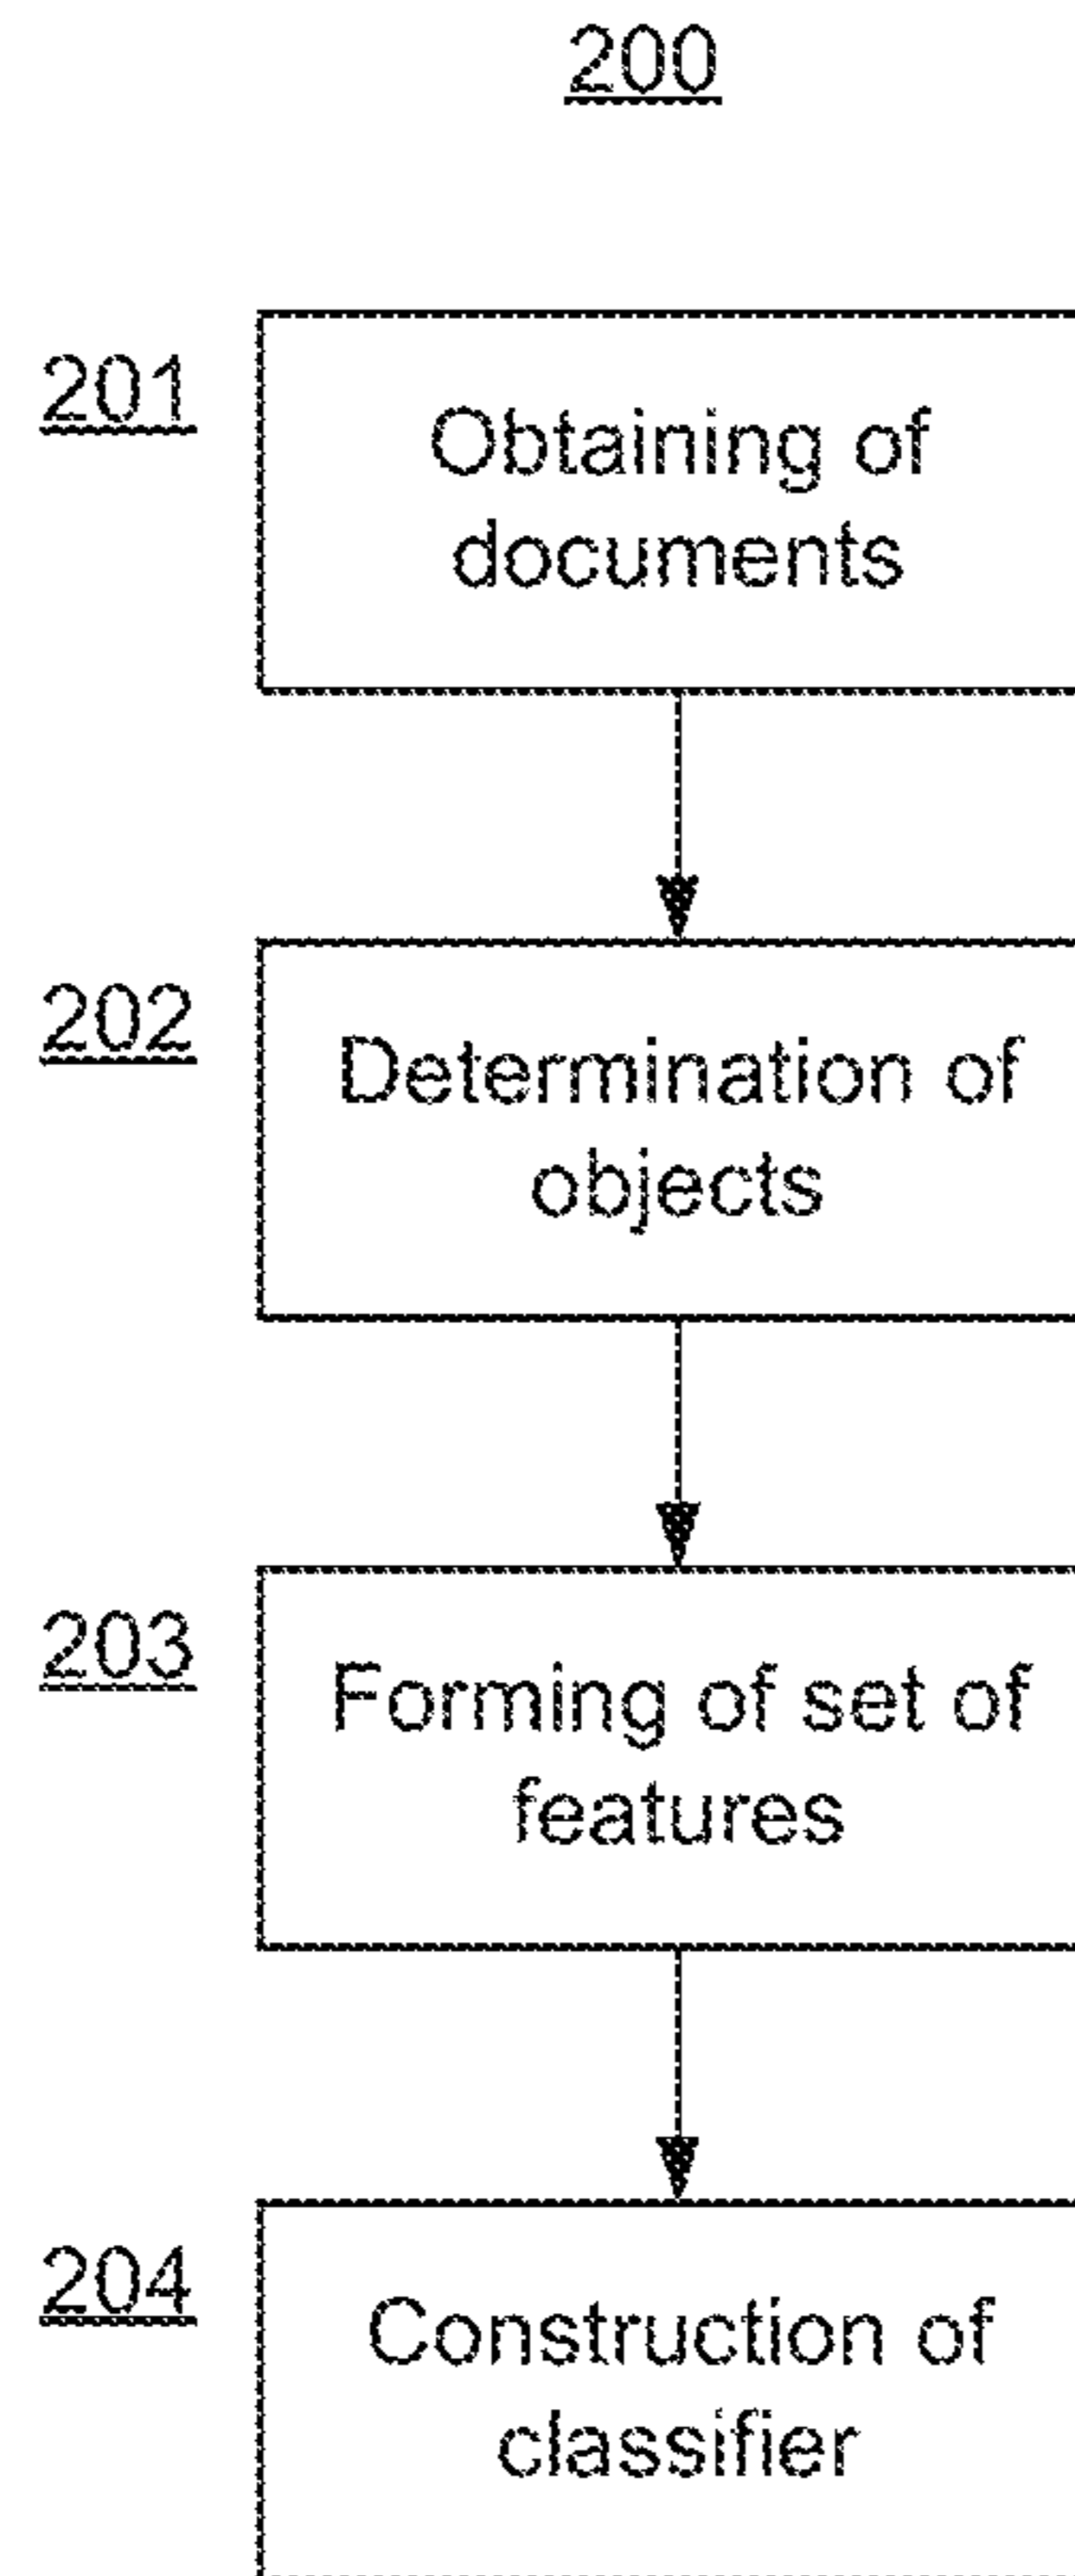 200
201
Obtaining of
documents
202
Determination of
objects
203
Forming of set of
features
204
Construction of
classifier